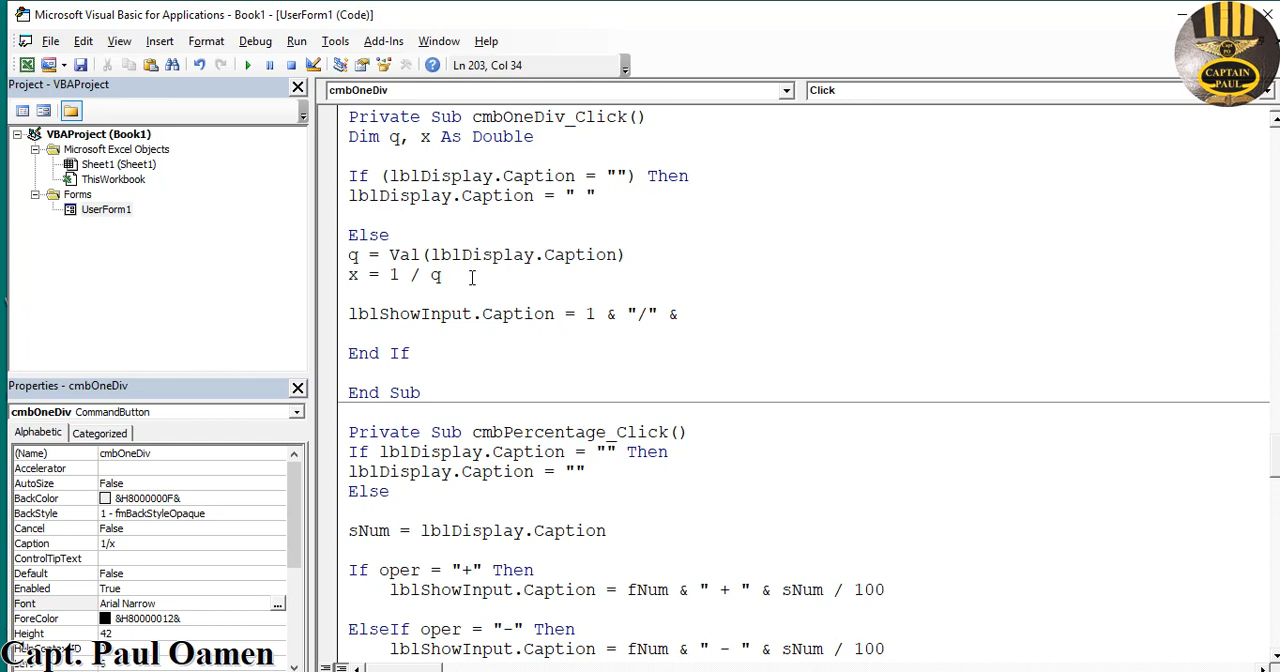 Microsoft Visual Basic for Applications - Book1 - [UserForm1 (Code)]
File Edit View Insert Format Debug Run Tools Add-Ins Window Help
Ln 203, Col 34
CAPTAIN
PAUL
Project - VBAProject
VBAProject (Book1)
Microsoft Excel Objects
Sheet1 (Sheet1)
ThisWorkbook
Forms
UserForm1
Properties - cmbOneDiv
cmbOneDiv CommandButton
Alphabetic Categorized
(Name) cmbOneDiv
Accelerator
AutoSize False
BackColor &H8000000F&
BackStyle 1 - fmBackStyleOpaque
Cancel False
Caption 1/x
ControlTipText
Default False
Enabled True
Font Arial Narrow ...
ForeColor &H80000012&
Height 42
Capt. Paul Oamen
cmbOneDiv Click
Private Sub cmbOneDiv_Click()
Dim q, x As Double
If (lblDisplay.Caption = "") Then
lblDisplay.Caption = " "
Else
q = Val(lblDisplay.Caption)
x = 1 / q
lblShowInput.Caption = 1 & "/" &
End If
End Sub
Private Sub cmbPercentage_Click()
If lblDisplay.Caption = "" Then
lblDisplay.Caption = ""
Else
sNum = lblDisplay.Caption
If oper = "+" Then
lblShowInput.Caption = fNum & " + " & sNum / 100
ElseIf oper = "-" Then
lblShowInput.Caption = fNum & " - " & sNum / 100